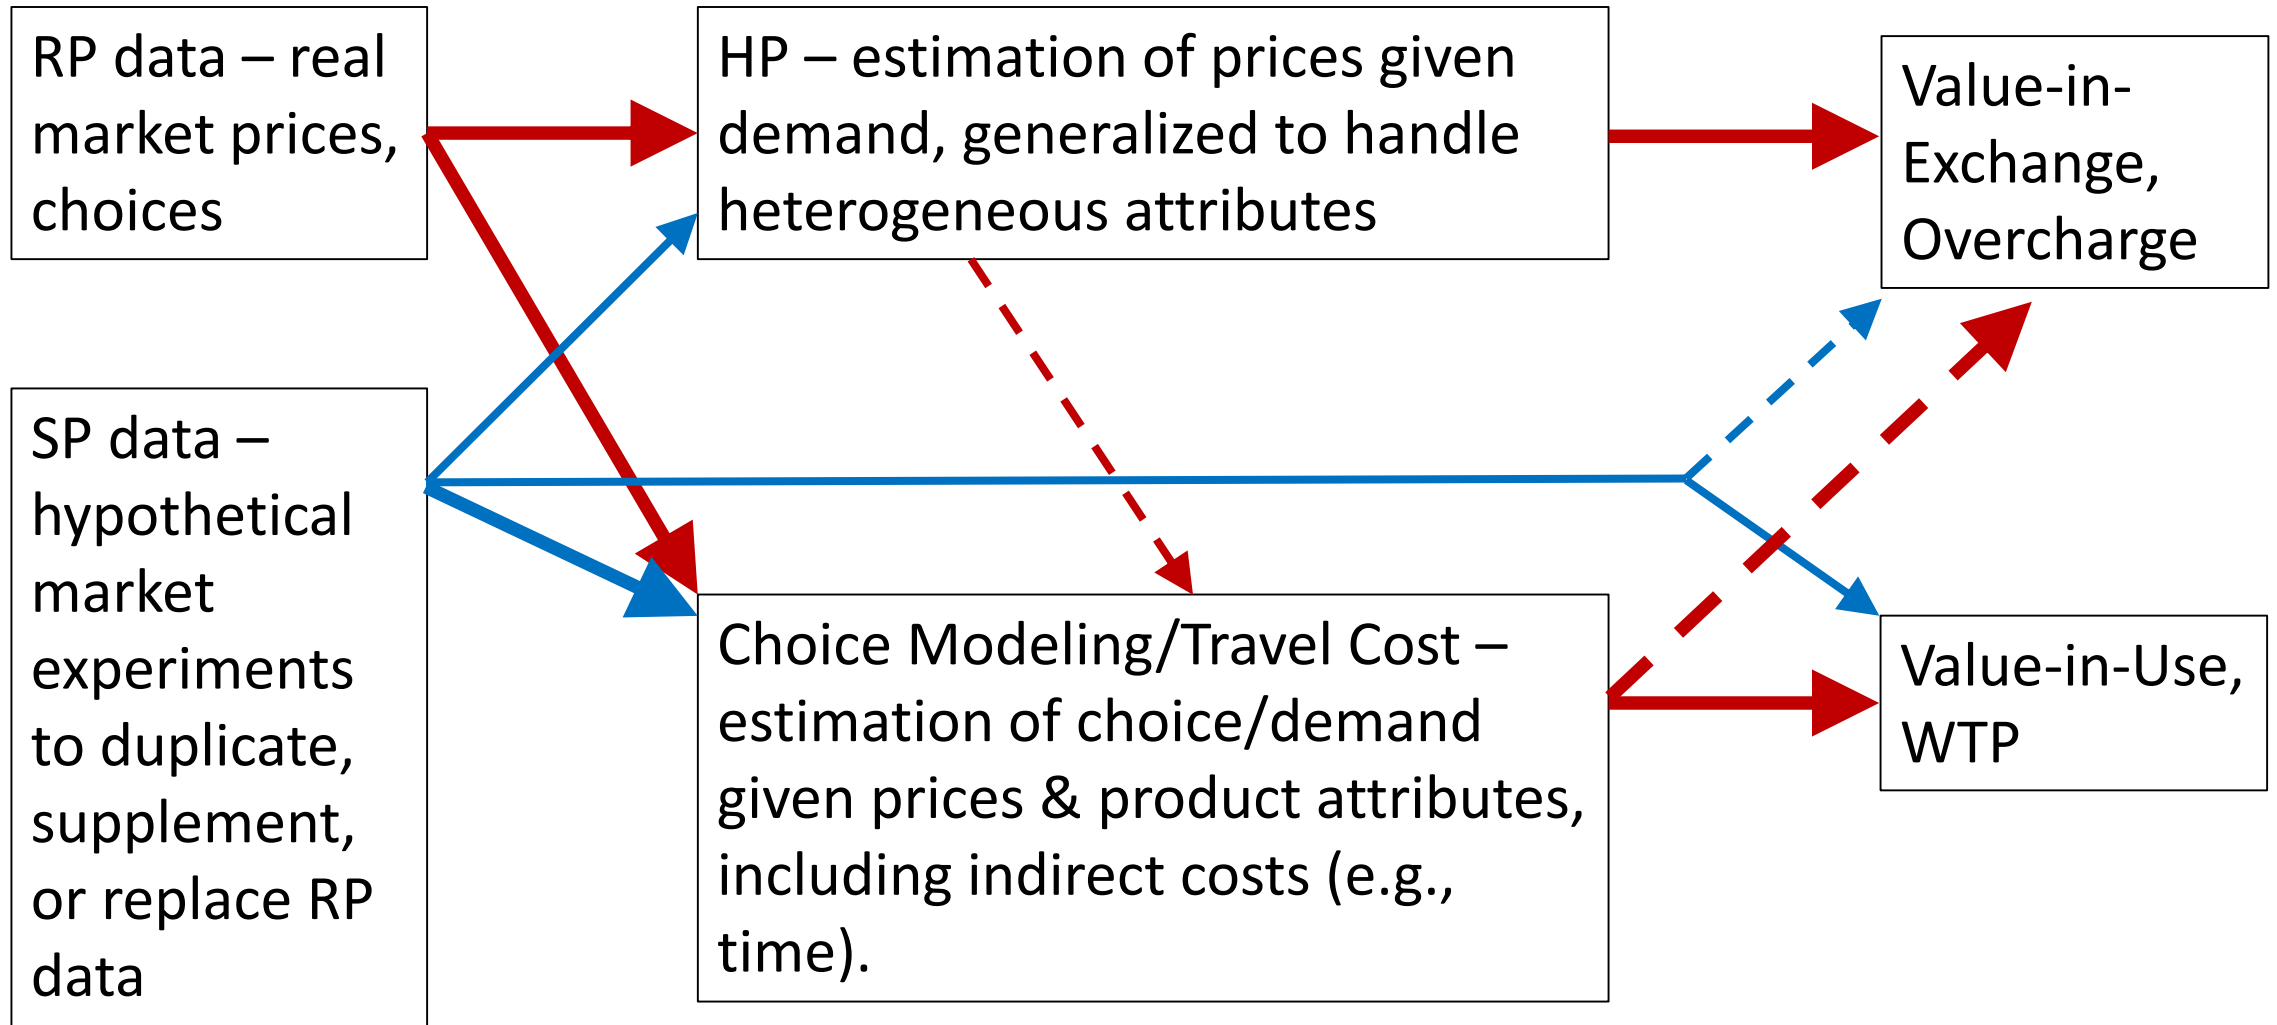 RP data – real
market prices,
choices
HP – estimation of prices given
demand, generalized to handle
heterogeneous attributes
Value-in-
Exchange,
Overcharge
SP data –
hypothetical
market
experiments
to duplicate,
supplement,
or replace RP
data
Choice Modeling/Travel Cost –
estimation of choice/demand
given prices & product attributes,
including indirect costs (e.g.,
time).
Value-in-Use,
WTP